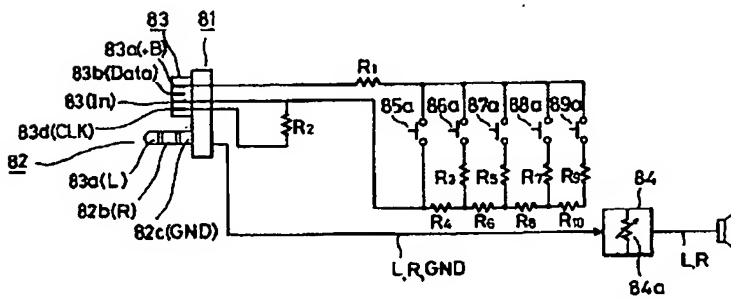 83
81
83a(+B)
83b(Data)
83(In)
83d(CLK)
82
83a(L)
82b(R)
82c(GND)
R1
R2
85a
86a
87a
88a
89a
R3
R5
R7
R9
R4
R6
R8
R10
84
84a
L,R,GND
L,R